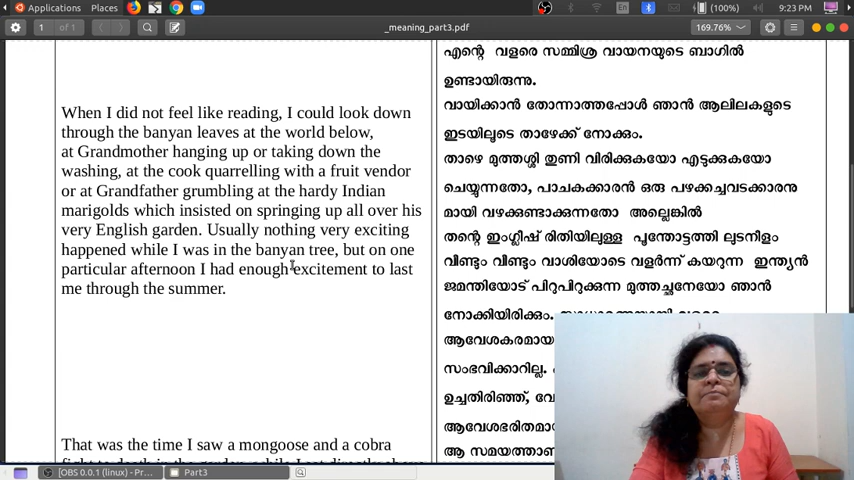 Applications Places En (100%) 9:23 PM
1 of 1 _meaning_part3.pdf 169.76%
When I did not feel like reading, I could look down
through the banyan leaves at the world below,
at Grandmother hanging up or taking down the
washing, at the cook quarrelling with a fruit vendor
or at Grandfather grumbling at the hardy Indian
marigolds which insisted on springing up all over his
very English garden. Usually nothing very exciting
happened while I was in the banyan tree, but on one
particular afternoon I had enough excitement to last
me through the summer.
That was the time I saw a mongoose and a cobra
എന്റെ വളരെ സമ്മിശ്ര വായനയുടെ ബാഗിൽ
ഉണ്ടായിരുന്നു.
വായിക്കാൻ തോന്നാത്തപ്പോൾ ഞാൻ ആലിലകളുടെ
ഇടയിലൂടെ താഴേക്ക് നോക്കും.
താഴെ മുത്തശ്ശി തുണി വിരിക്കുകയോ എടുക്കുകയോ
ചെയ്യുന്നതോ, പാചകക്കാരൻ ഒരു പഴക്കച്ചവടക്കാരനു
മായി വഴക്കുണ്ടാക്കുന്നതോ അല്ലെങ്കിൽ
തന്റെ ഇംഗ്ലീഷ് രീതിയിലുള്ള പൂന്തോട്ടത്തി ലുടനീളം
വീണ്ടും വീണ്ടും വാശിയോടെ വളർന്ന് കയറുന്ന ഇന്ത്യൻ
ജമന്തിയോട് പിറുപിറുക്കുന്ന മുത്തച്ഛനേയോ ഞാൻ
നോക്കിയിരിക്കും.
ആവേശകരമായ
സംഭവിക്കാറില്ല.
ഉച്ചതിരിഞ്ഞ്,
ആവേശഭരിതമാ
ആ സമയത്താണ്
[OBS 0.0.1 (linux) - Pr... Part3